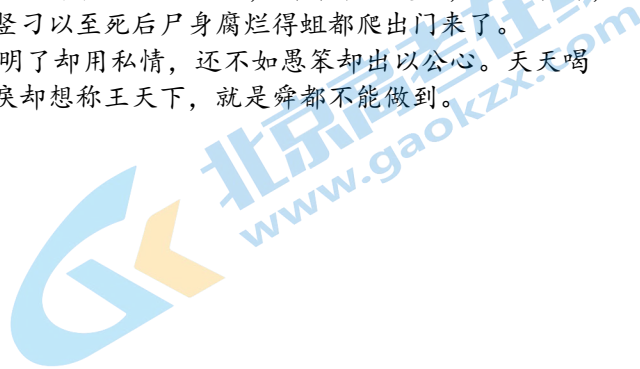 竖刁以至死后尸身腐烂得蛆都爬出门来了。
明了却用私情，还不如愚笨却出以公心。天天喝
矣却想称王天下，就是舜都不能做到。
北京高考在线
www.gaokzx.com